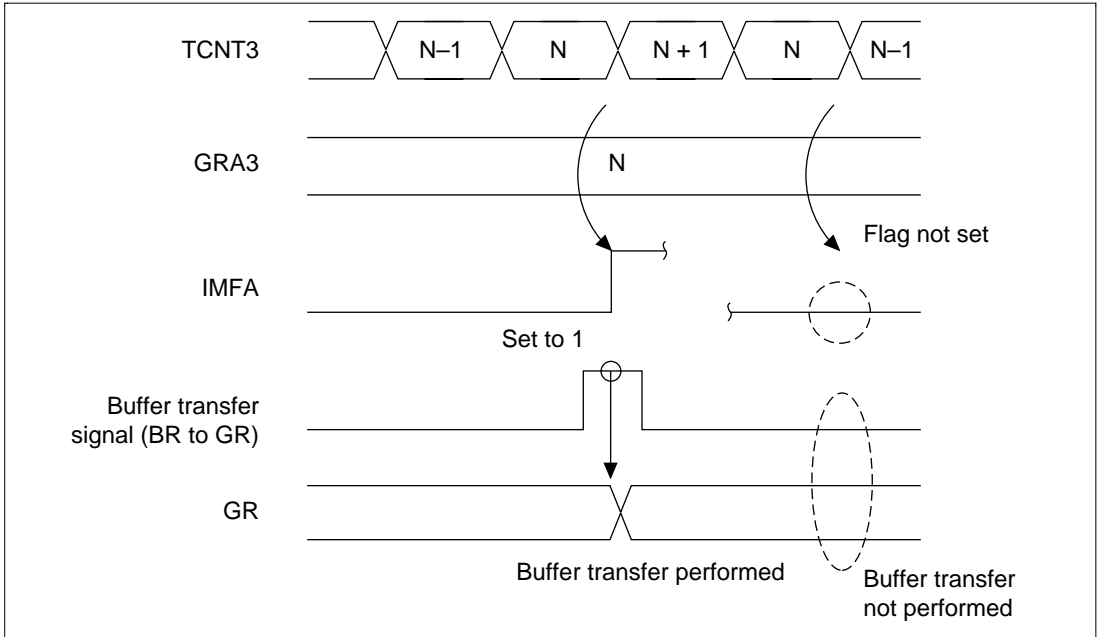 TCNT3 N–1 N N + 1 N N–1
GRA3 N
Flag not set
IMFA
Set to 1
Buffer transfer
signal (BR to GR)
GR
Buffer transfer performed
Buffer transfer
not performed